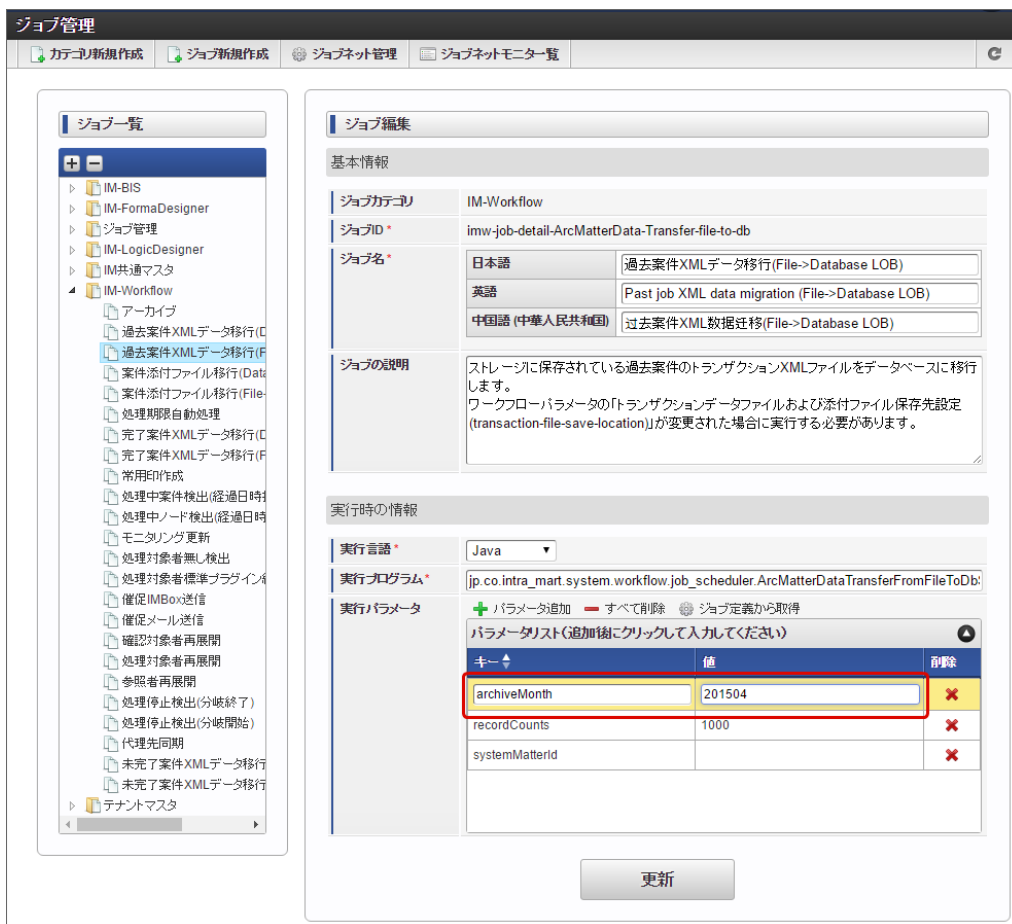 ジョブ管理
カテゴリ新規作成 ジョブ新規作成 ジョブネット管理 ジョブネットモニタ一覧
ジョブ一覧
IM-BIS
IM-FormaDesigner
ジョブ管理
IM-LogicDesigner
IM共通マスタ
IM-Workflow
アーカイブ
過去案件XMLデータ移行(D
過去案件XMLデータ移行(F
案件添付ファイル移行(Data
案件添付ファイル移行(File-
処理期限自動処理
完了案件XMLデータ移行(D
完了案件XMLデータ移行(F
常用印作成
処理中案件検出(経過日時
処理中ノード検出(経過日時
モニタリング更新
処理対象者無し検出
処理対象者標準プラグイン
催促IMBox送信
催促メール送信
確認対象者再展開
処理対象者再展開
参照者再展開
処理停止検出(分岐終了)
処理停止検出(分岐開始)
代理先同期
未完了案件XMLデータ移行
未完了案件XMLデータ移行
テナントマスタ
ジョブ編集
基本情報
ジョブカテゴリ IM-Workflow
ジョブID * imw-job-detail-ArcMatterData-Transfer-file-to-db
ジョブ名 * 日本語 過去案件XMLデータ移行(File->Database LOB)
英語 Past job XML data migration (File->Database LOB)
中国語 (中華人民共和国) 过去案件XML数据迁移(File->Database LOB)
ジョブの説明 ストレージに保存されている過去案件のトランザクションXMLファイルをデータベースに移行
します。
ワークフローパラメータの「トランザクションデータファイルおよび添付ファイル保存先設定
(transaction-file-save-location)」が変更された場合に実行する必要があります。
実行時の情報
実行言語 * Java
実行プログラム * jp.co.intra_mart.system.workflow.job_scheduler.ArcMatterDataTransferFromFileToDb
実行パラメータ パラメータ追加 すべて削除 ジョブ定義から取得
パラメータリスト(追加後にクリックして入力してください)
キー 値 削除
archiveMonth 201504
recordCounts 1000
systemMatterId
更新